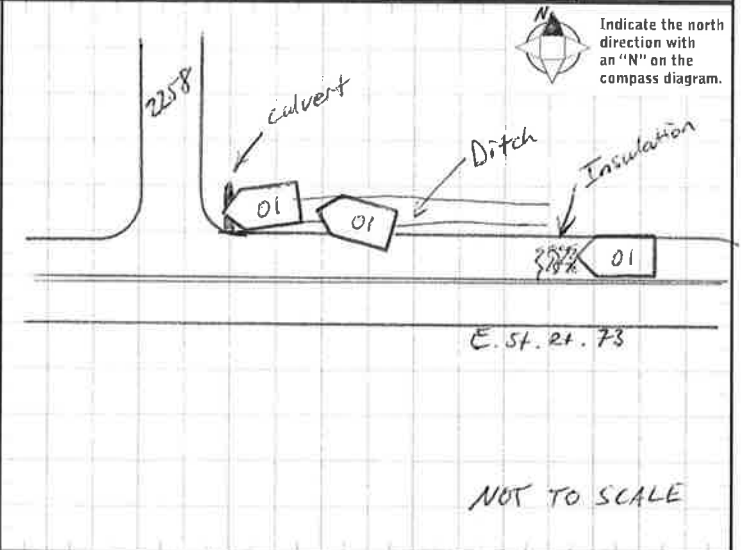 N
Indicate the north
direction with
an "N" on the
compass diagram.
2258
culvert
Ditch
Insulation
01
01
01
E. St. Rt. 73
NOT TO SCALE